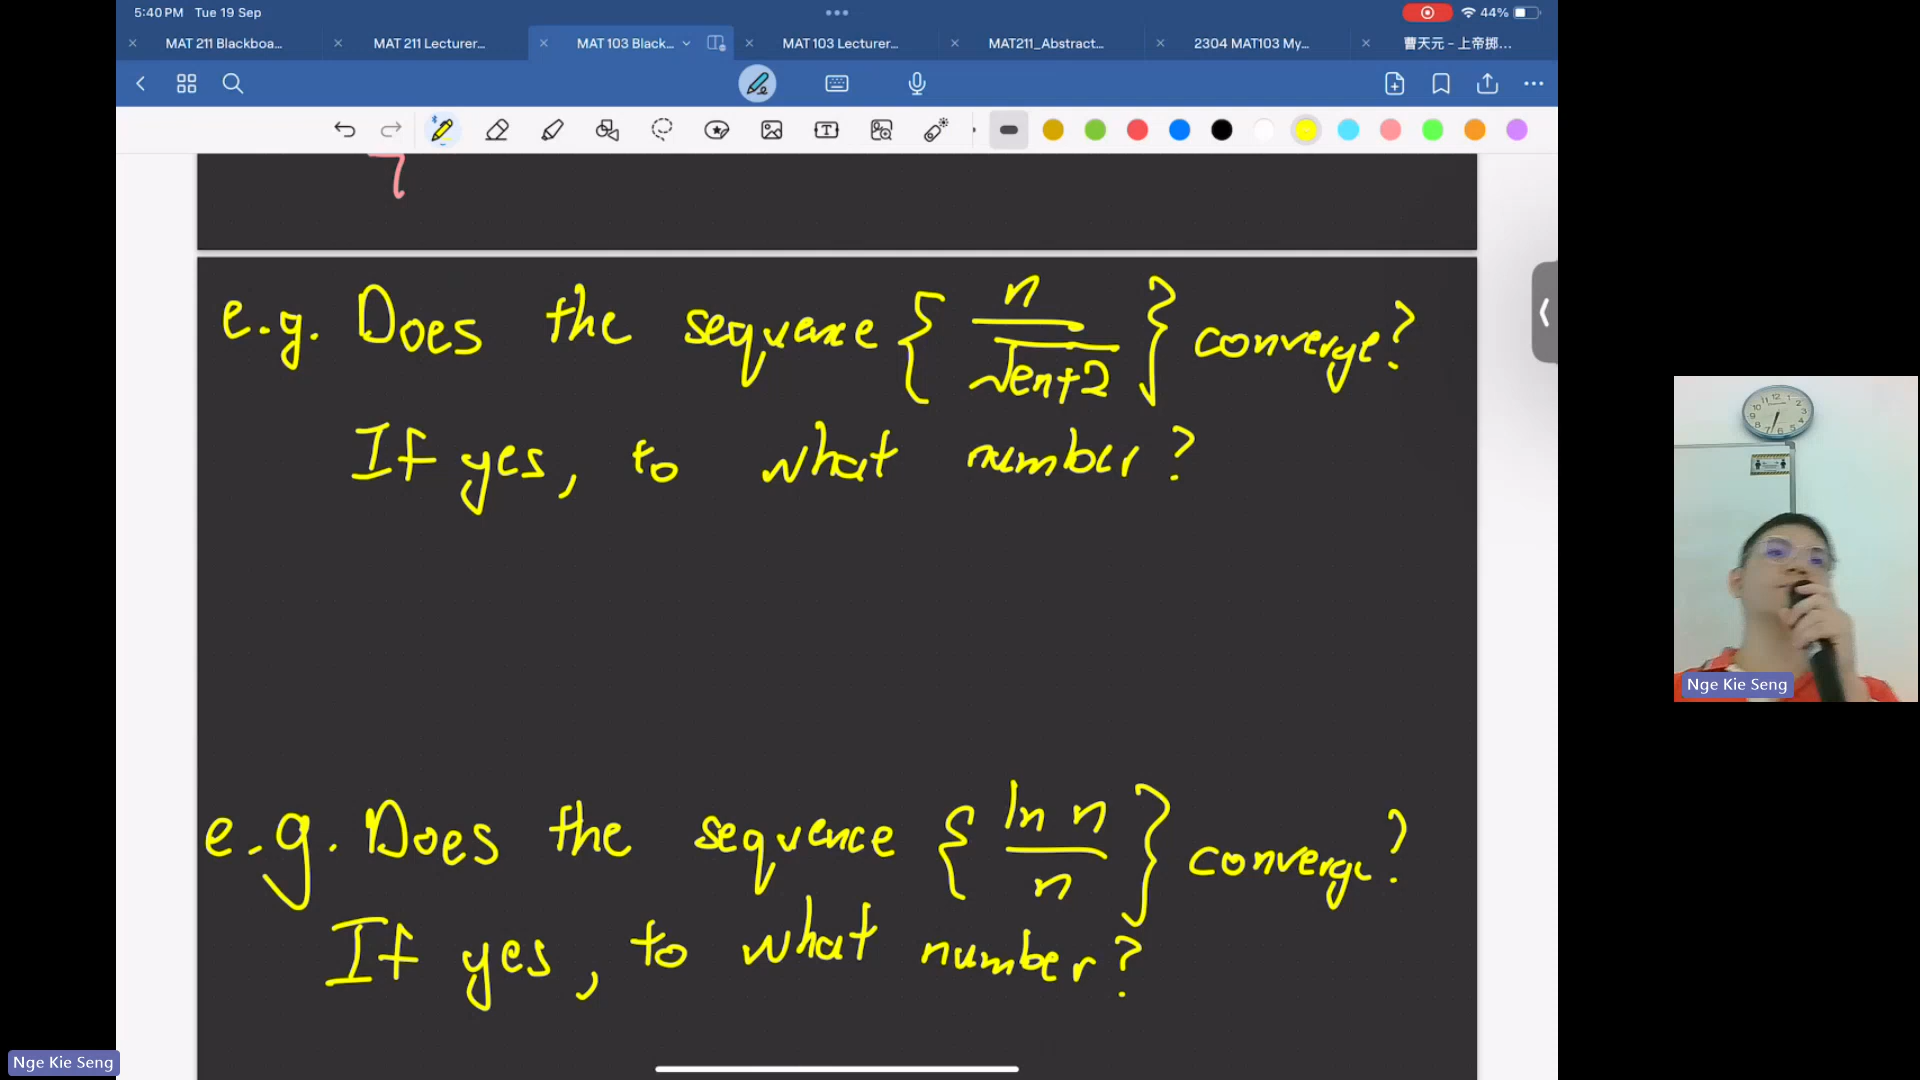 5:40 PM Tue 19 Sep
44%
MAT 211 Blackboa...
MAT 211 Lecturer...
MAT 103 Black...
MAT 103 Lecturer...
MAT211_Abstract...
2304 MAT103 My...
曹天元 - 上帝掷...
e.g. Does the sequence { n / √en+2 } converge?
If yes, to what number?
e.g. Does the sequence { ln n / n } converge?
If yes, to what number?
Nge Kie Seng
Nge Kie Seng